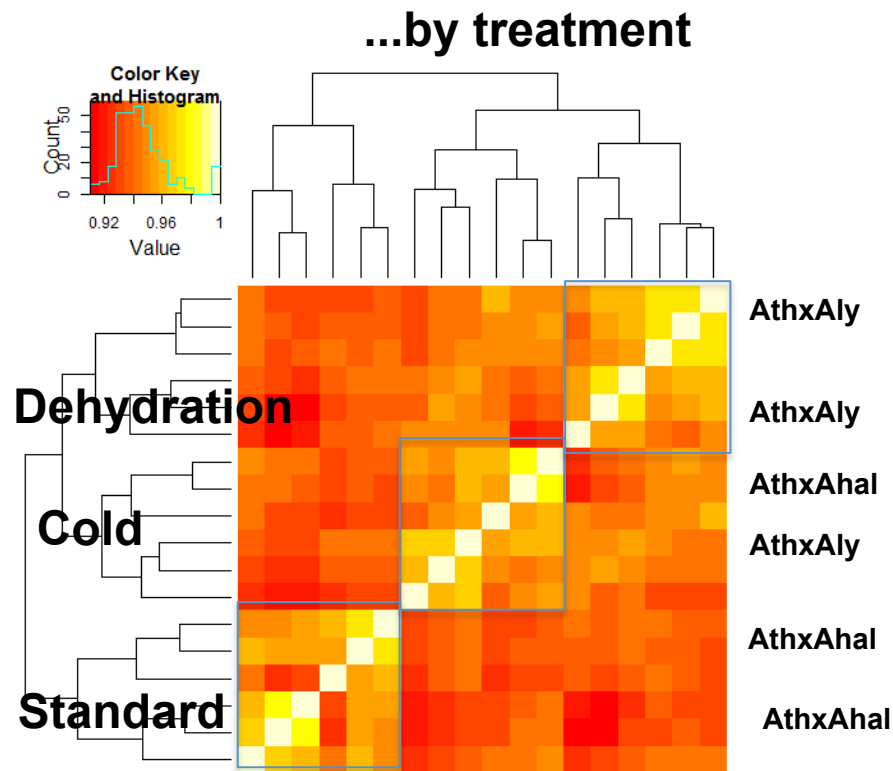 ...by treatment
Color Key
and Histogram
Count
0 20 50
0.92 0.96 1
Value
AthxAly
Dehydration
AthxAly
AthxAhal
Cold
AthxAly
AthxAhal
Standard
AthxAhal